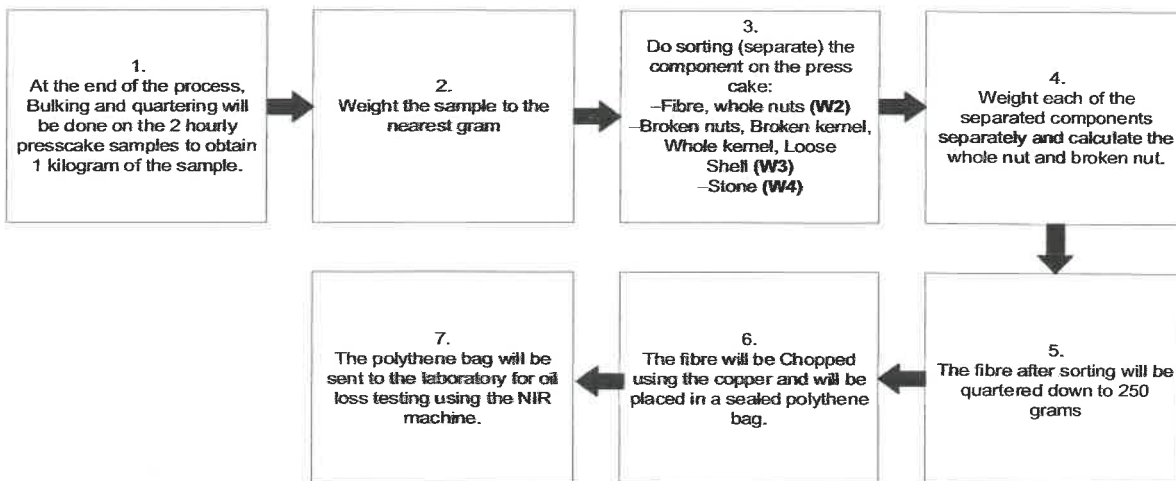 1.
At the end of the process,
Bulking and quartering will
be done on the 2 hourly
presscake samples to obtain
1 kilogram of the sample.
2.
Weight the sample to the
nearest gram
3.
Do sorting (separate) the
component on the press
cake:
–Fibre, whole nuts (W2)
–Broken nuts, Broken kernel,
Whole kernel, Loose
Shell (W3)
–Stone (W4)
4.
Weight each of the
separated components
separately and calculate the
whole nut and broken nut.
5.
The fibre after sorting will be
quartered down to 250
grams
6.
The fibre will be Chopped
using the copper and will be
placed in a sealed polythene
bag.
7.
The polythene bag will be
sent to the laboratory for oil
loss testing using the NIR
machine.